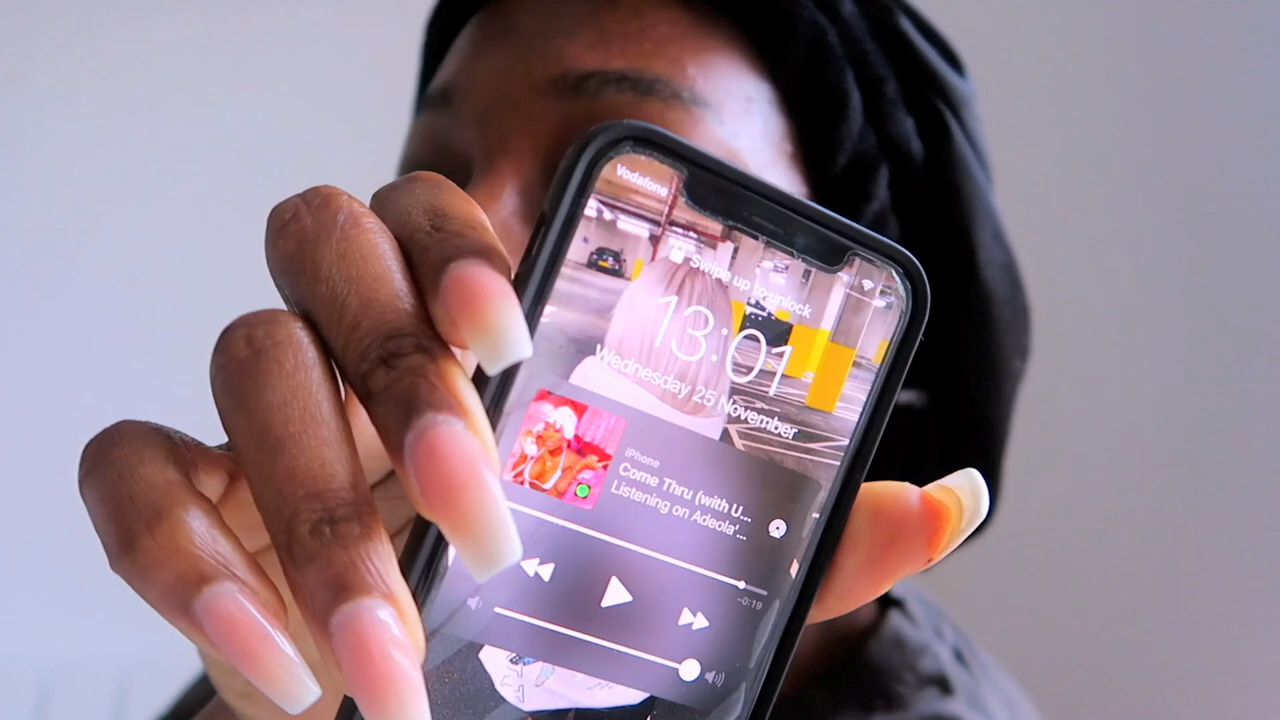 Vodafone
Swipe up to unlock
13:01
Wednesday 25 November
iPhone
Come Thru (with U...
Listening on Adeola'...
-0:19